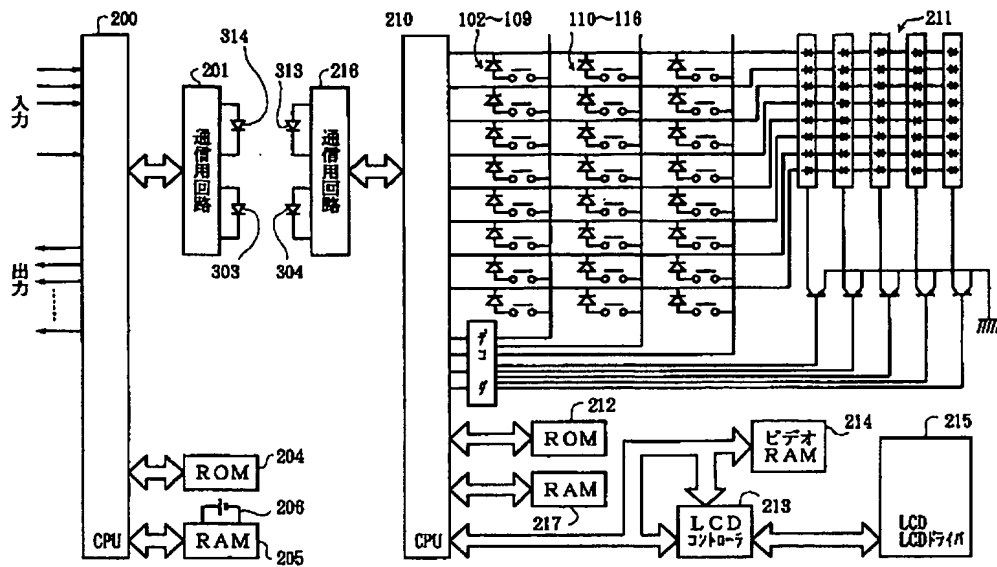 200
314
201
313
216
210
102～109
110～116
211
入力
通信用回路
通信用回路
303
304
出力
デコダ
212
ROM
214
ビデオ
RAM
215
204
ROM
206
RAM
217
213
LCD
コントローラ
LCD
LCDドライバ
CPU
RAM
205
CPU